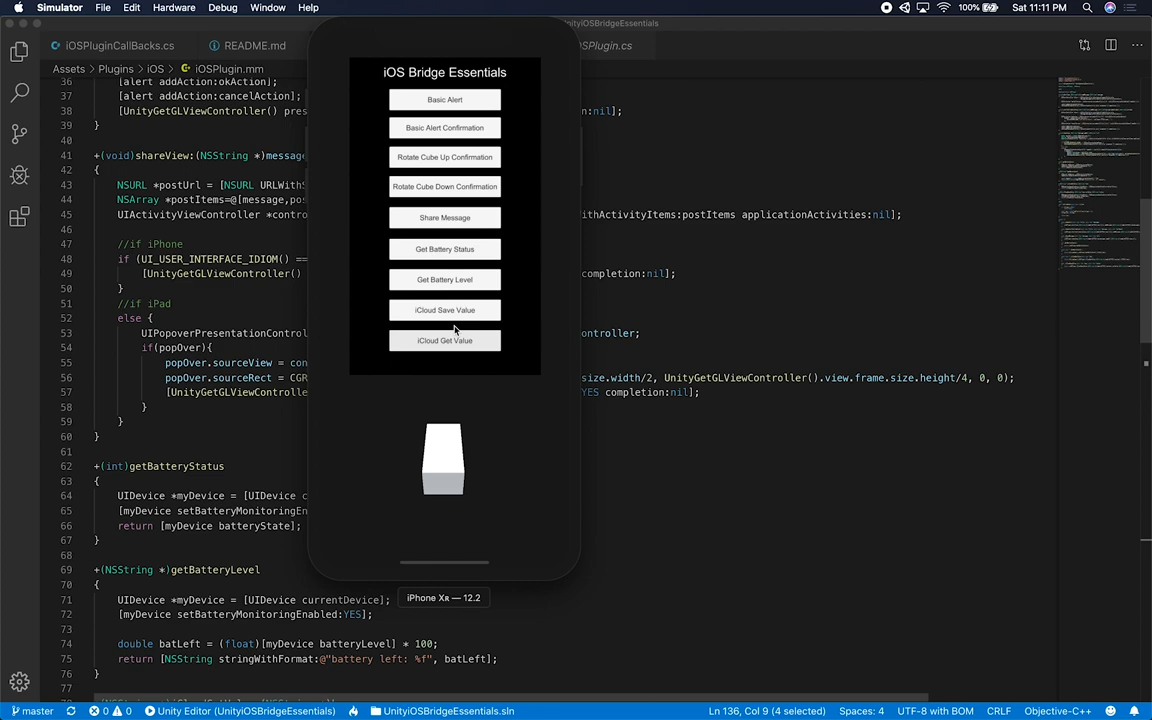 Simulator File Edit Hardware Debug Window Help 100% Sat 11:11 PM
nityiOSBridgeEssentials
iOSPluginCallBacks.cs README.md SPlugin.cs
Assets > Plugins > iOS > iOSPlugin.mm
36 [alert addAction:okAction];
37 [alert addAction:cancelAction];
38 [UnityGetGLViewController() pres n:nil];
39 }
40
41 +(void)shareView:(NSString *)message
42 {
43 NSURL *postUrl = [NSURL URLWithS
44 NSArray *postItems=@[message,pos
45 UIActivityViewController *contro ithActivityItems:postItems applicationActivities:nil];
46
47 //if iPhone
48 if (UI_USER_INTERFACE_IDIOM() ==
49 [UnityGetGLViewController() completion:nil];
50 }
51 //if iPad
52 else {
53 UIPopoverPresentationControl ontroller;
54 if(popOver){
55 popOver.sourceView = con
56 popOver.sourceRect = CGR size.width/2, UnityGetGLViewController().view.frame.size.height/4, 0, 0);
57 [UnityGetGLViewControlle YES completion:nil];
58 }
59 }
60 }
61
62 +(int)getBatteryStatus
63 {
64 UIDevice *myDevice = [UIDevice c
65 [myDevice setBatteryMonitoringEn
66 return [myDevice batteryState];
67 }
68
69 +(NSString *)getBatteryLevel
70 {
71 UIDevice *myDevice = [UIDevice currentDevice];
72 [myDevice setBatteryMonitoringEnabled:YES];
73
74 double batLeft = (float)[myDevice batteryLevel] * 100;
75 return [NSString stringWithFormat:@"battery left: %f", batLeft];
76 }
77
iOS Bridge Essentials
Basic Alert
Basic Alert Confirmation
Rotate Cube Up Confirmation
Rotate Cube Down Confirmation
Share Message
Get Battery Status
Get Battery Level
iCloud Save Value
iCloud Get Value
iPhone Xʀ — 12.2
master 0 0 Unity Editor (UnityiOSBridgeEssentials) UnityiOSBridgeEssentials.sln Ln 136, Col 9 (4 selected) Spaces: 4 UTF-8 with BOM CRLF Objective-C++